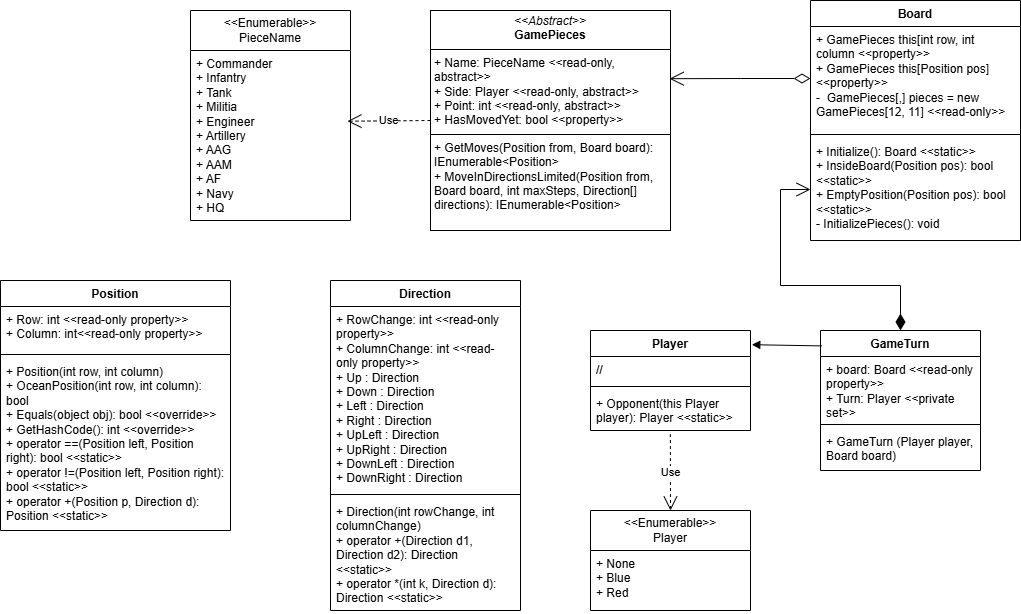 <<Enumerable>>
PieceName
+ Commander
+ Infantry
+ Tank
+ Militia
+ Engineer
+ Artillery
+ AAG
+ AAM
+ AF
+ Navy
+ HQ
Use
<<Abstract>>
GamePieces
+ Name: PieceName <<read-only,
abstract>>
+ Side: Player <<read-only, abstract>>
+ Point: int <<read-only, abstract>>
+ HasMovedYet: bool <<property>>
+ GetMoves(Position from, Board board):
IEnumerable<Position>
+ MoveInDirectionsLimited(Position from,
Board board, int maxSteps, Direction[]
directions): IEnumerable<Position>
Board
+ GamePieces this[int row, int
column <<property>>
+ GamePieces this[Position pos]
<<property>>
- GamePieces[,] pieces = new
GamePieces[12, 11] <<read-only>>
+ Initialize(): Board <<static>>
+ InsideBoard(Position pos): bool
<<static>>
+ EmptyPosition(Position pos): bool
<<static>>
- InitializePieces(): void
Position
+ Row: int <<read-only property>>
+ Column: int<<read-only property>>
+ Position(int row, int column)
+ OceanPosition(int row, int column):
bool
+ Equals(object obj): bool <<override>>
+ GetHashCode(): int <<override>>
+ operator ==(Position left, Position
right): bool <<static>>
+ operator !=(Position left, Position right):
bool <<static>>
+ operator +(Position p, Direction d):
Position <<static>>
Direction
+ RowChange: int <<read-only
property>>
+ ColumnChange: int <<read-
only property>>
+ Up : Direction
+ Down : Direction
+ Left : Direction
+ Right : Direction
+ UpLeft : Direction
+ UpRight : Direction
+ DownLeft : Direction
+ DownRight : Direction
+ Direction(int rowChange, int
columnChange)
+ operator +(Direction d1,
Direction d2): Direction
<<static>>
+ operator *(int k, Direction d):
Direction <<static>>
Player
//
+ Opponent(this Player
player): Player <<static>>
Use
<<Enumerable>>
Player
+ None
+ Blue
+ Red
GameTurn
+ board: Board <<read-only
property>>
+ Turn: Player <<private
set>>
+ GameTurn (Player player,
Board board)